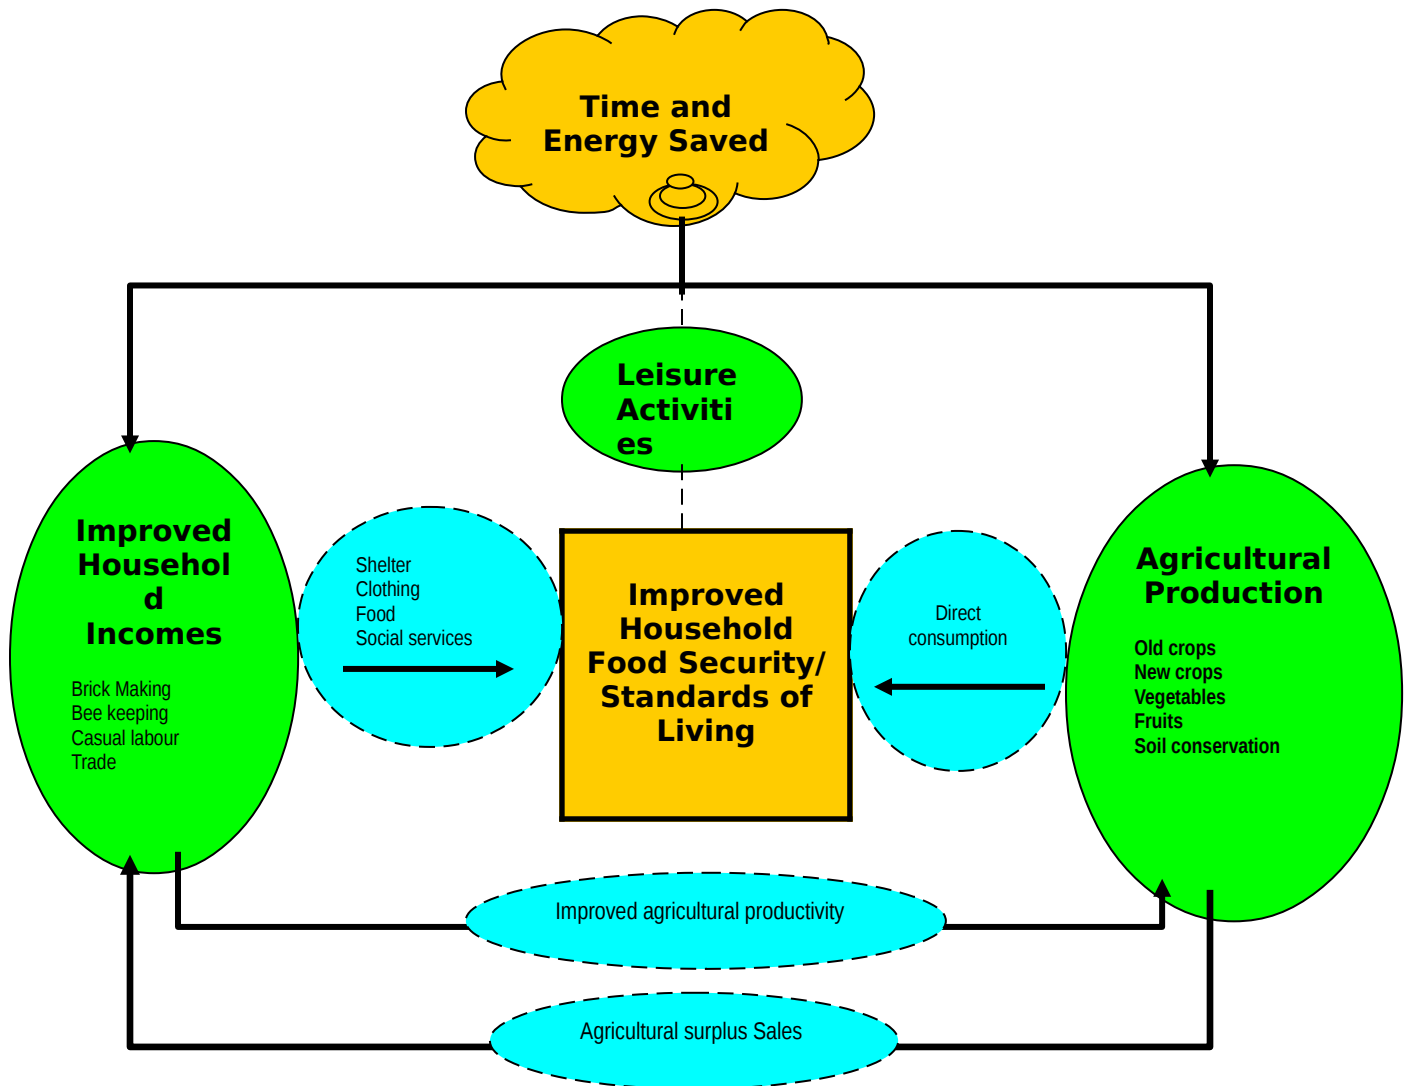 Time and
Energy Saved
Leisure
Activiti
es
Improved
Househol
d
Incomes
Brick Making
Bee keeping
Casual labour
Trade
Shelter
Clothing
Food
Social services
Improved
Household
Food Security/
Standards of
Living
Direct
consumption
Agricultural
Production
Old crops
New crops
Vegetables
Fruits
Soil conservation
Improved agricultural productivity
Agricultural surplus Sales